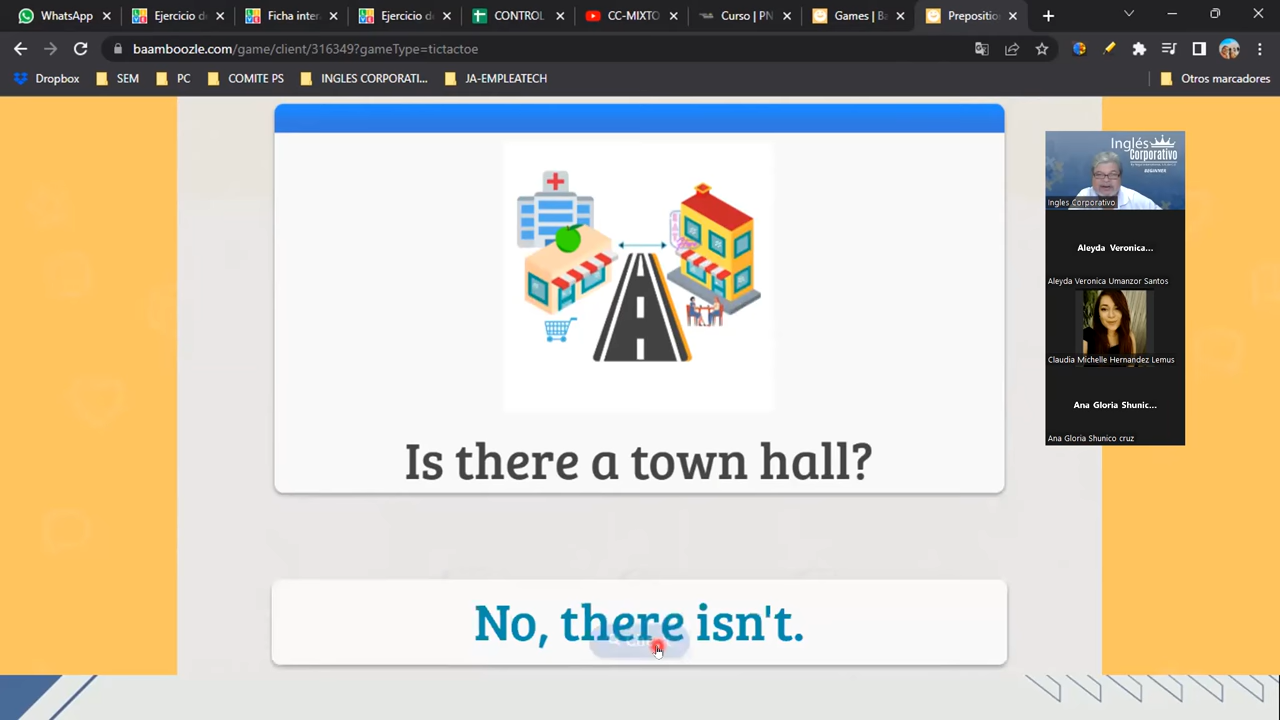 WhatsApp
Ejercicio de
Ficha inter
Ejercicio de
CONTROL
CC-MIXTO
Curso | PN
Games | Ba
Prepositio
baamboozle.com/game/client/316349?gameType=tictactoe
Dropbox
SEM
PC
COMITE PS
INGLES CORPORATI...
JA-EMPLEATECH
Otros marcadores
Is there a town hall?
No, there isn't.
Inglés
Corporativo
BEGINNER
Ingles Corporativo
Aleyda Veronica...
Aleyda Veronica Umanzor Santos
Claudia Michelle Hernandez Lemus
Ana Gloria Shunic...
Ana Gloria Shunico cruz